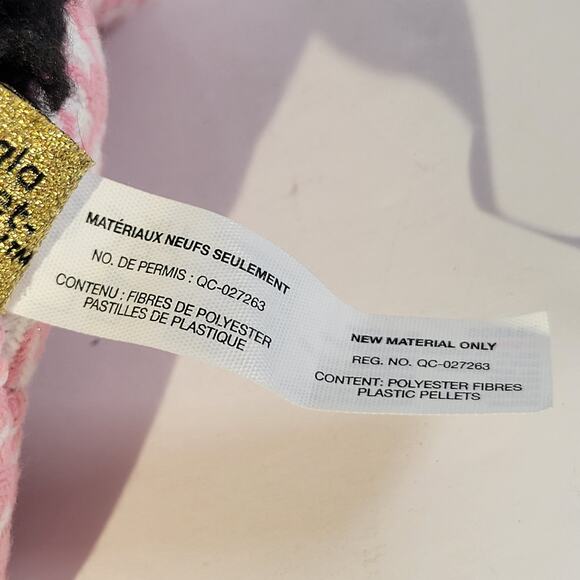 MATÉRIAUX NEUFS SEULEMENT
NO. DE PERMIS : QC-027263
CONTENU : FIBRES DE POLYESTER
PASTILLES DE PLASTIQUE
NEW MATERIAL ONLY
REG. NO. QC-027263
CONTENT: POLYESTER FIBRES
PLASTIC PELLETS